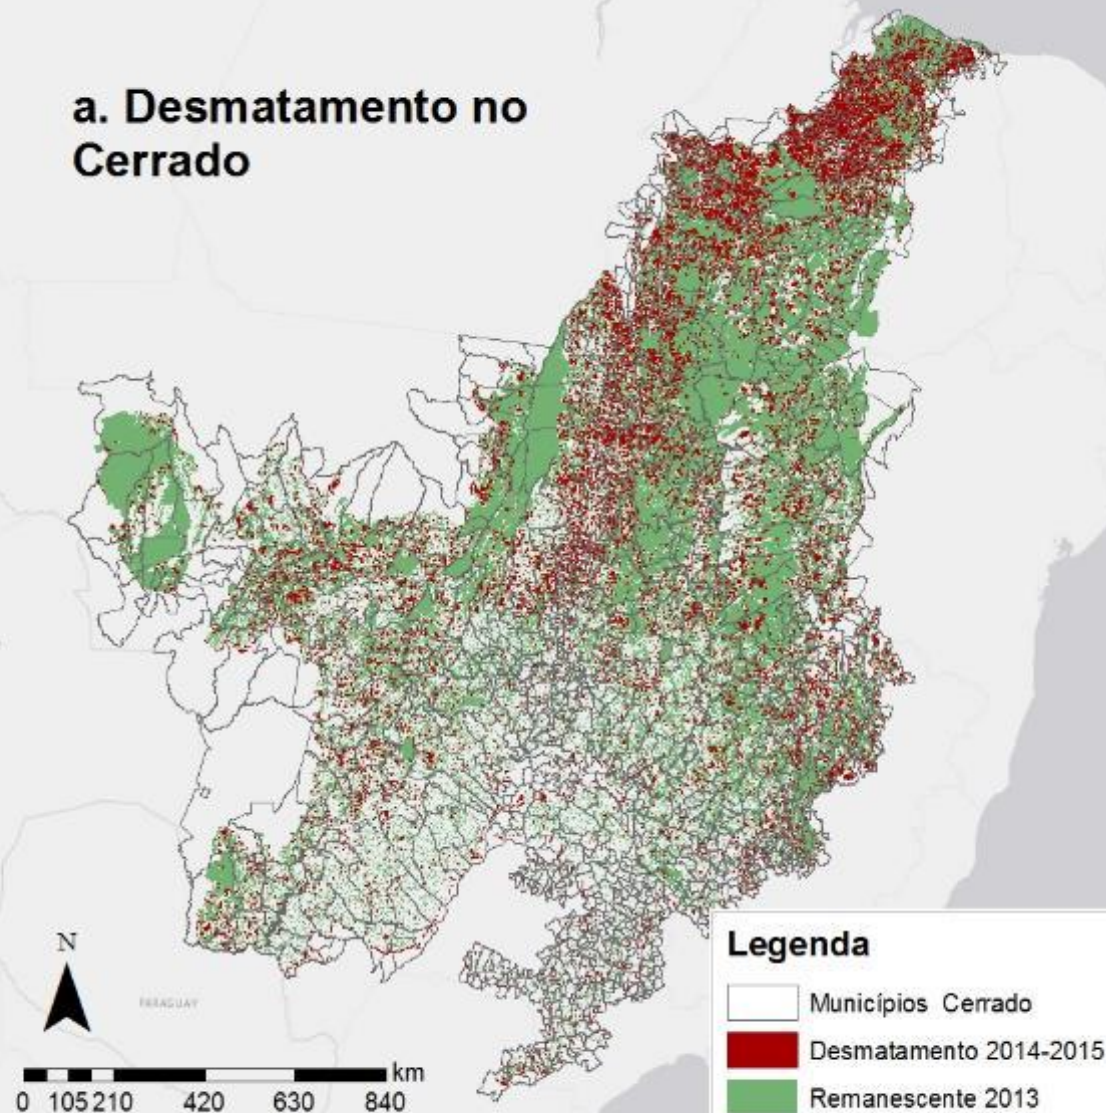 a. Desmatamento no
Cerrado
N
PARAGUAY
km
0 105 210 420 630 840
Legenda
Municípios Cerrado
Desmatamento 2014-2015
Remanescente 2013